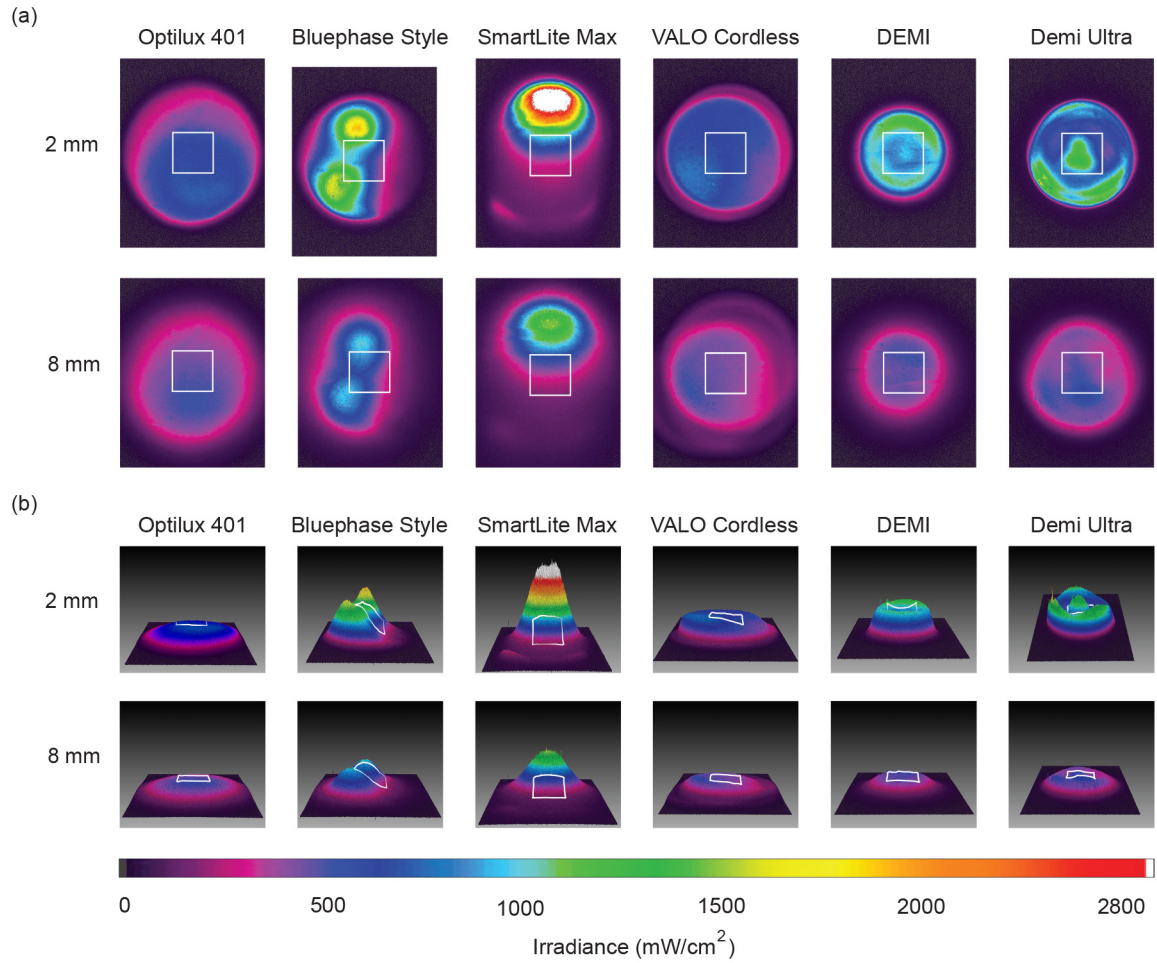 (a)
Optilux 401 Bluephase Style SmartLite Max VALO Cordless DEMI Demi Ultra
2 mm
8 mm
(b)
Optilux 401 Bluephase Style SmartLite Max VALO Cordless DEMI Demi Ultra
2 mm
8 mm
0 500 1000 1500 2000 2800
Irradiance (mW/cm²)